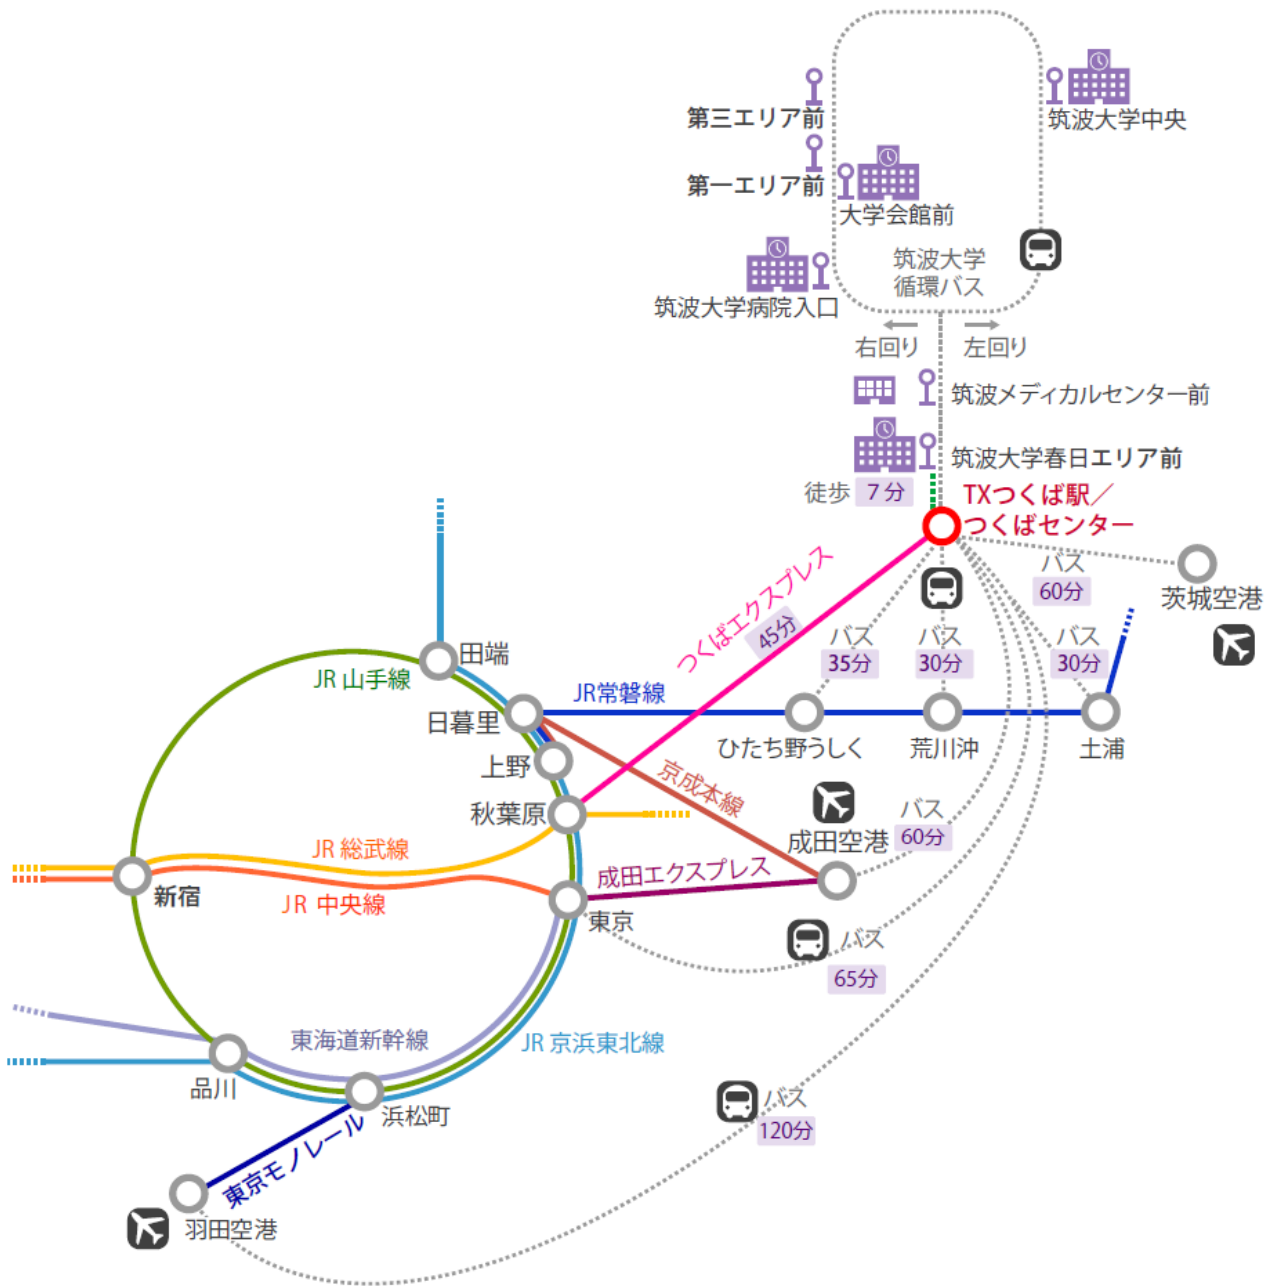 第三エリア前
筑波大学中央
第一エリア前
大学会館前
筑波大学
循環バス
筑波大学病院入口
右回り
左回り
筑波メディカルセンター前
筑波大学春日エリア前
徒歩 7分
TXつくば駅／
つくばセンター
バス
60分
茨城空港
つくばエクスプレス
45分
バス
35分
バス
30分
バス
30分
田端
JR 山手線
JR常磐線
日暮里
ひたち野うしく
荒川沖
土浦
上野
京成本線
秋葉原
バス
60分
成田空港
JR 総武線
成田エクスプレス
新宿
JR 中央線
東京
バス
65分
東海道新幹線
JR 京浜東北線
品川
浜松町
バス
120分
東京モノレール
羽田空港